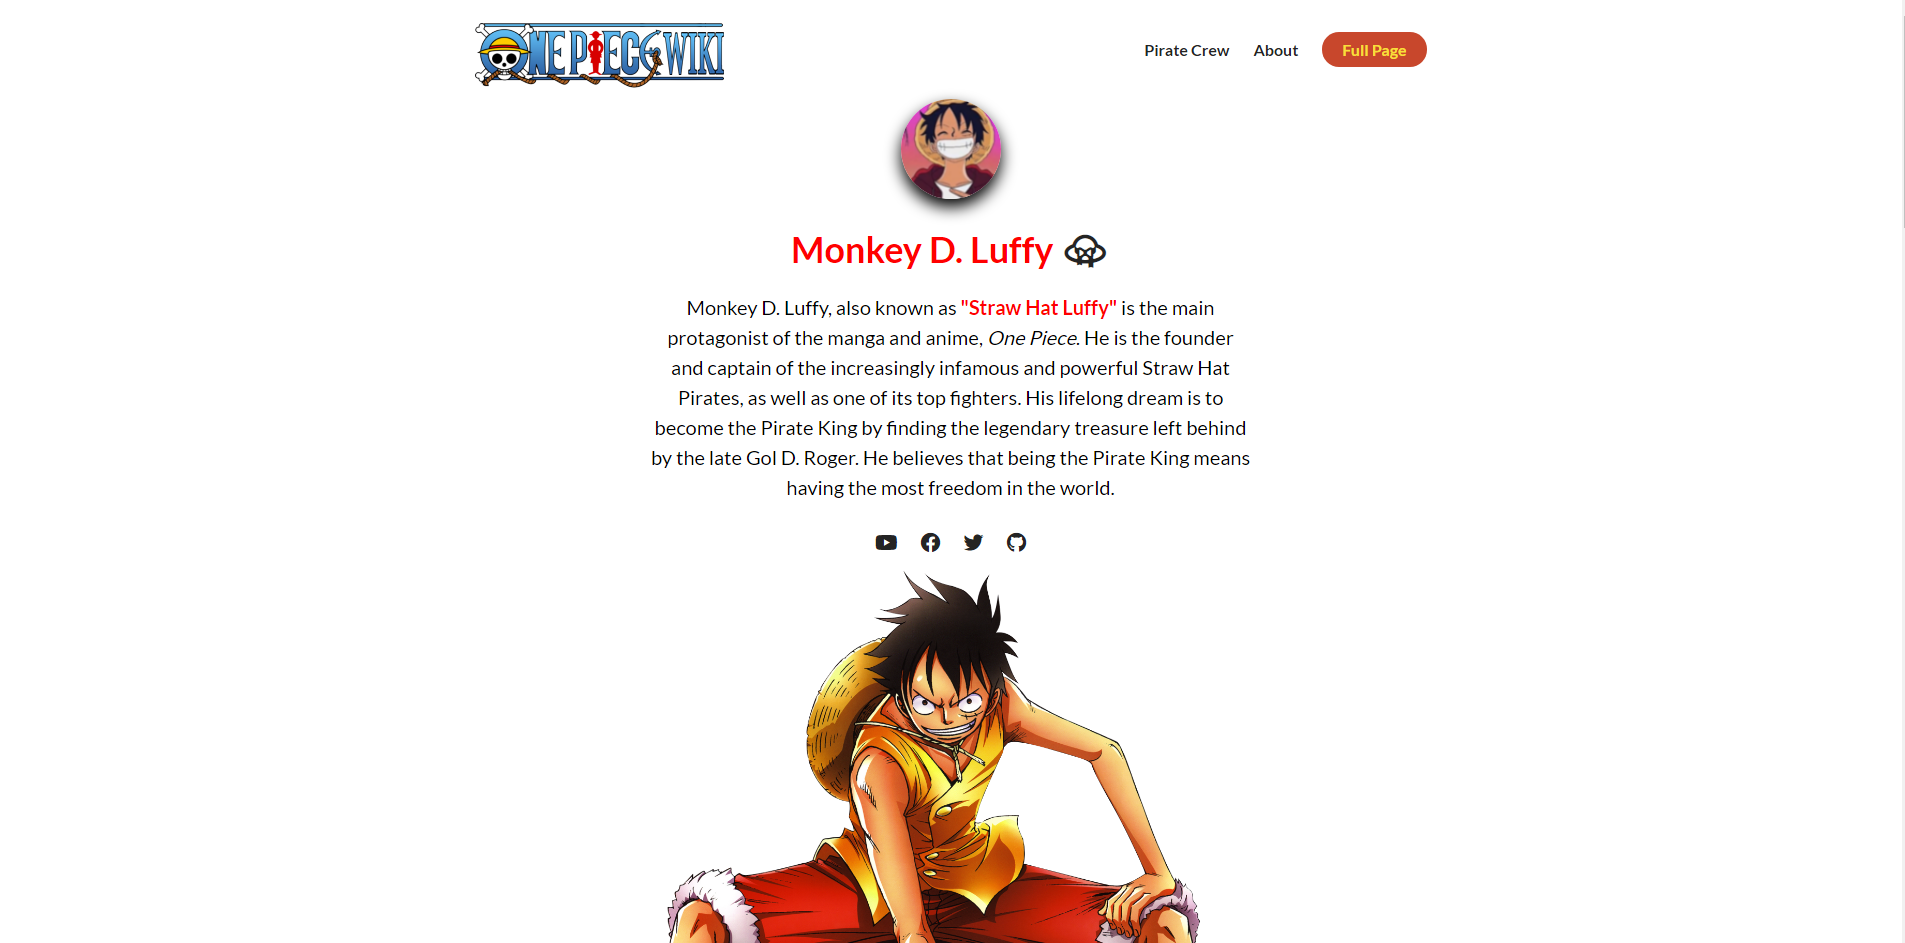 ONE PIECE WIKI
Pirate Crew
About
Full Page
Monkey D. Luffy
Monkey D. Luffy, also known as "Straw Hat Luffy" is the main
protagonist of the manga and anime, One Piece. He is the founder
and captain of the increasingly infamous and powerful Straw Hat
Pirates, as well as one of its top fighters. His lifelong dream is to
become the Pirate King by finding the legendary treasure left behind
by the late Gol D. Roger. He believes that being the Pirate King means
having the most freedom in the world.